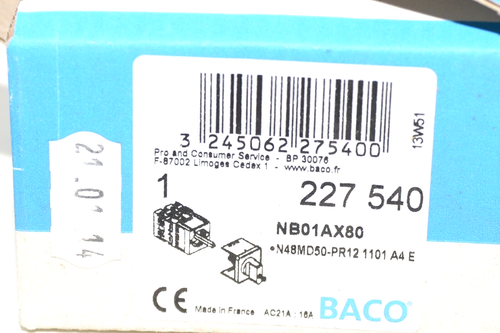 13W51
3 245062 275400
Pro and Consumer Service - BP 30076
F-87002 Limoges Cedex 1 - www.baco.fr
1 227 540
NB01AX80
•N48MD50-PR12 1101 A4 E
CE Made in France AC21A : 16A BACO
21.01.14